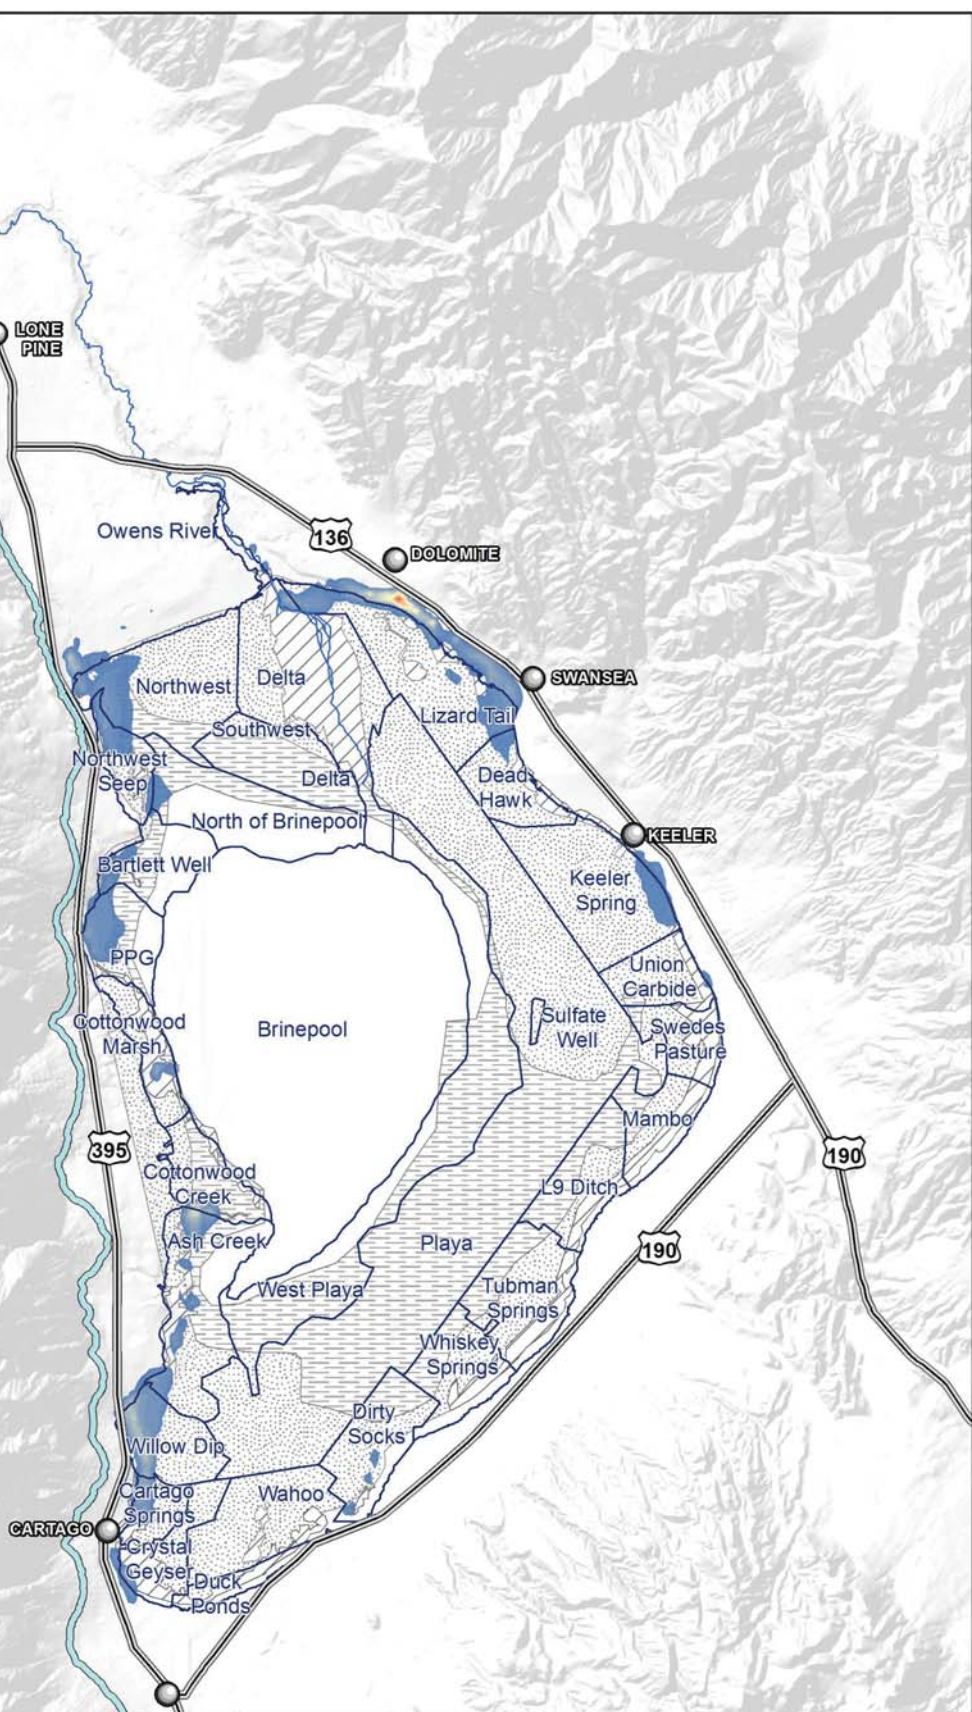 LONE
PINE
Owens River
136
DOLOMITE
SWANSEA
Northwest
Delta
Lizard Tail
Southwest
Northwest
Seep
Delta
Dead
Hawk
North of Brinepool
KEELER
Bartlett Well
Keeler
Spring
PPG
Union
Carbide
Cottonwood
Marsh
Brinepool
Sulfate
Well
Swedes
Pasture
Mambo
395
190
Cottonwood
Creek
L9 Ditch
Ash Creek
Playa
190
West Playa
Tubman
Springs
Whiskey
Springs
Dirty
Socks
Willow Dip
Cartago
Springs
Wahoo
CARTAGO
Crystal
Geyser
Duck
Ponds